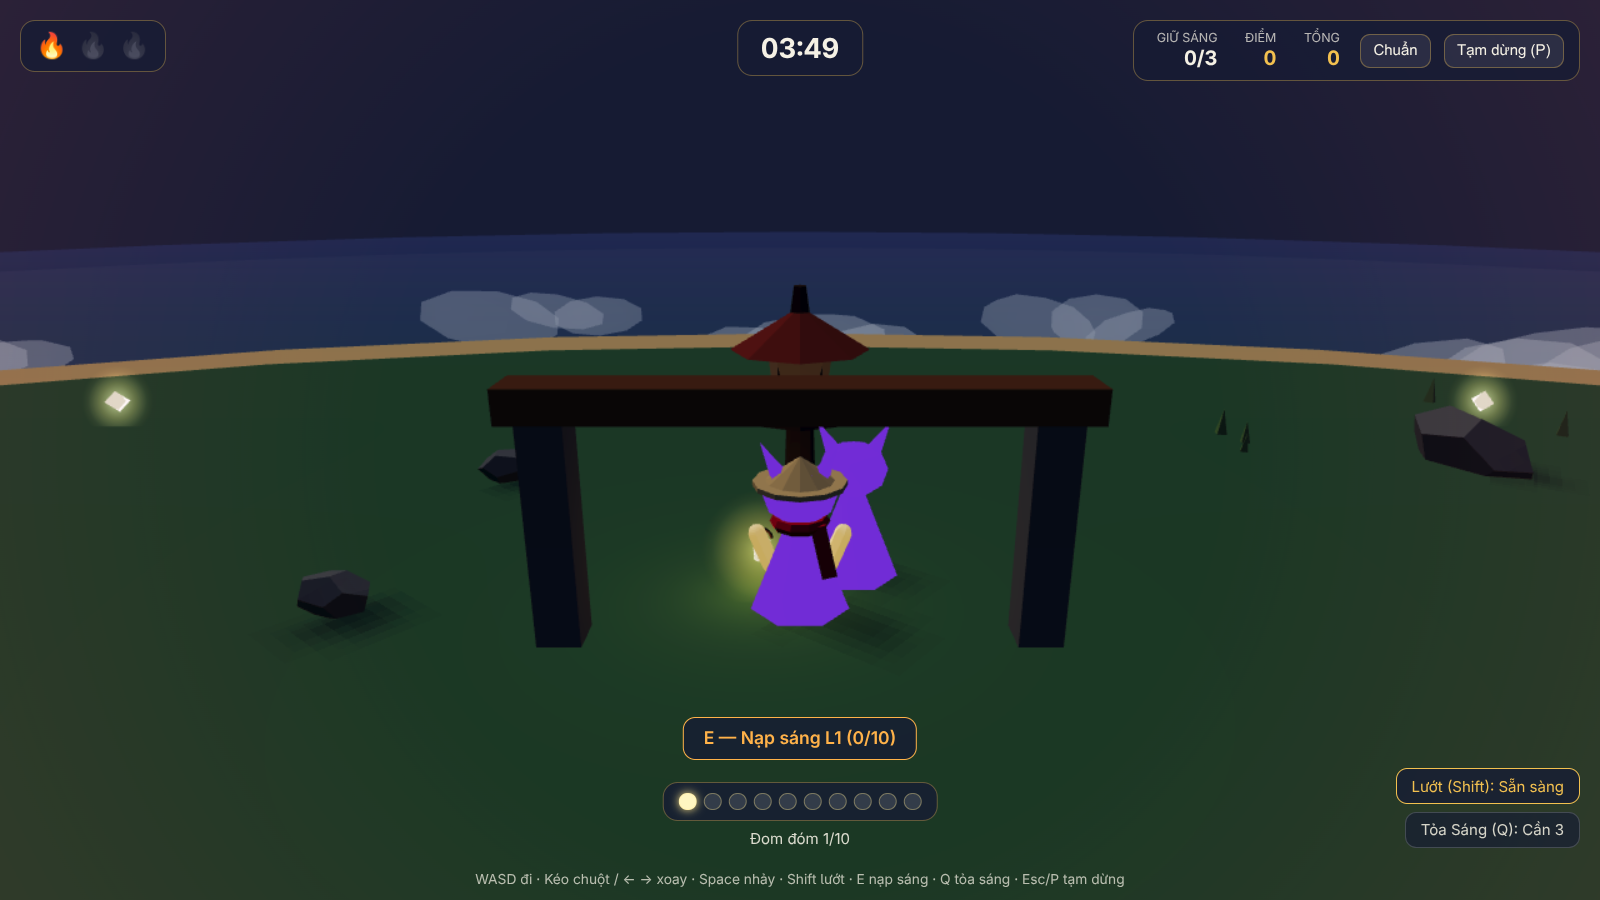 03:49
GIỮ SÁNG
0/3
ĐIỂM
0
TỔNG
0
Chuẩn
Tạm dừng (P)
E — Nạp sáng L1 (0/10)
Đom đóm 1/10
Lướt (Shift): Sẵn sàng
Tỏa Sáng (Q): Cần 3
WASD đi · Kéo chuột / ← → xoay · Space nhảy · Shift lướt · E nạp sáng · Q tỏa sáng · Esc/P tạm dừng